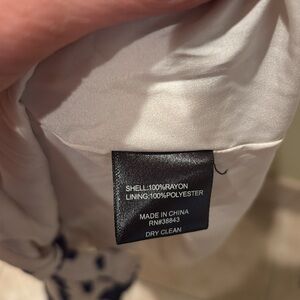 SHELL:100%RAYON
LINING:100%POLYESTER
MADE IN CHINA
RN#38843
DRY CLEAN